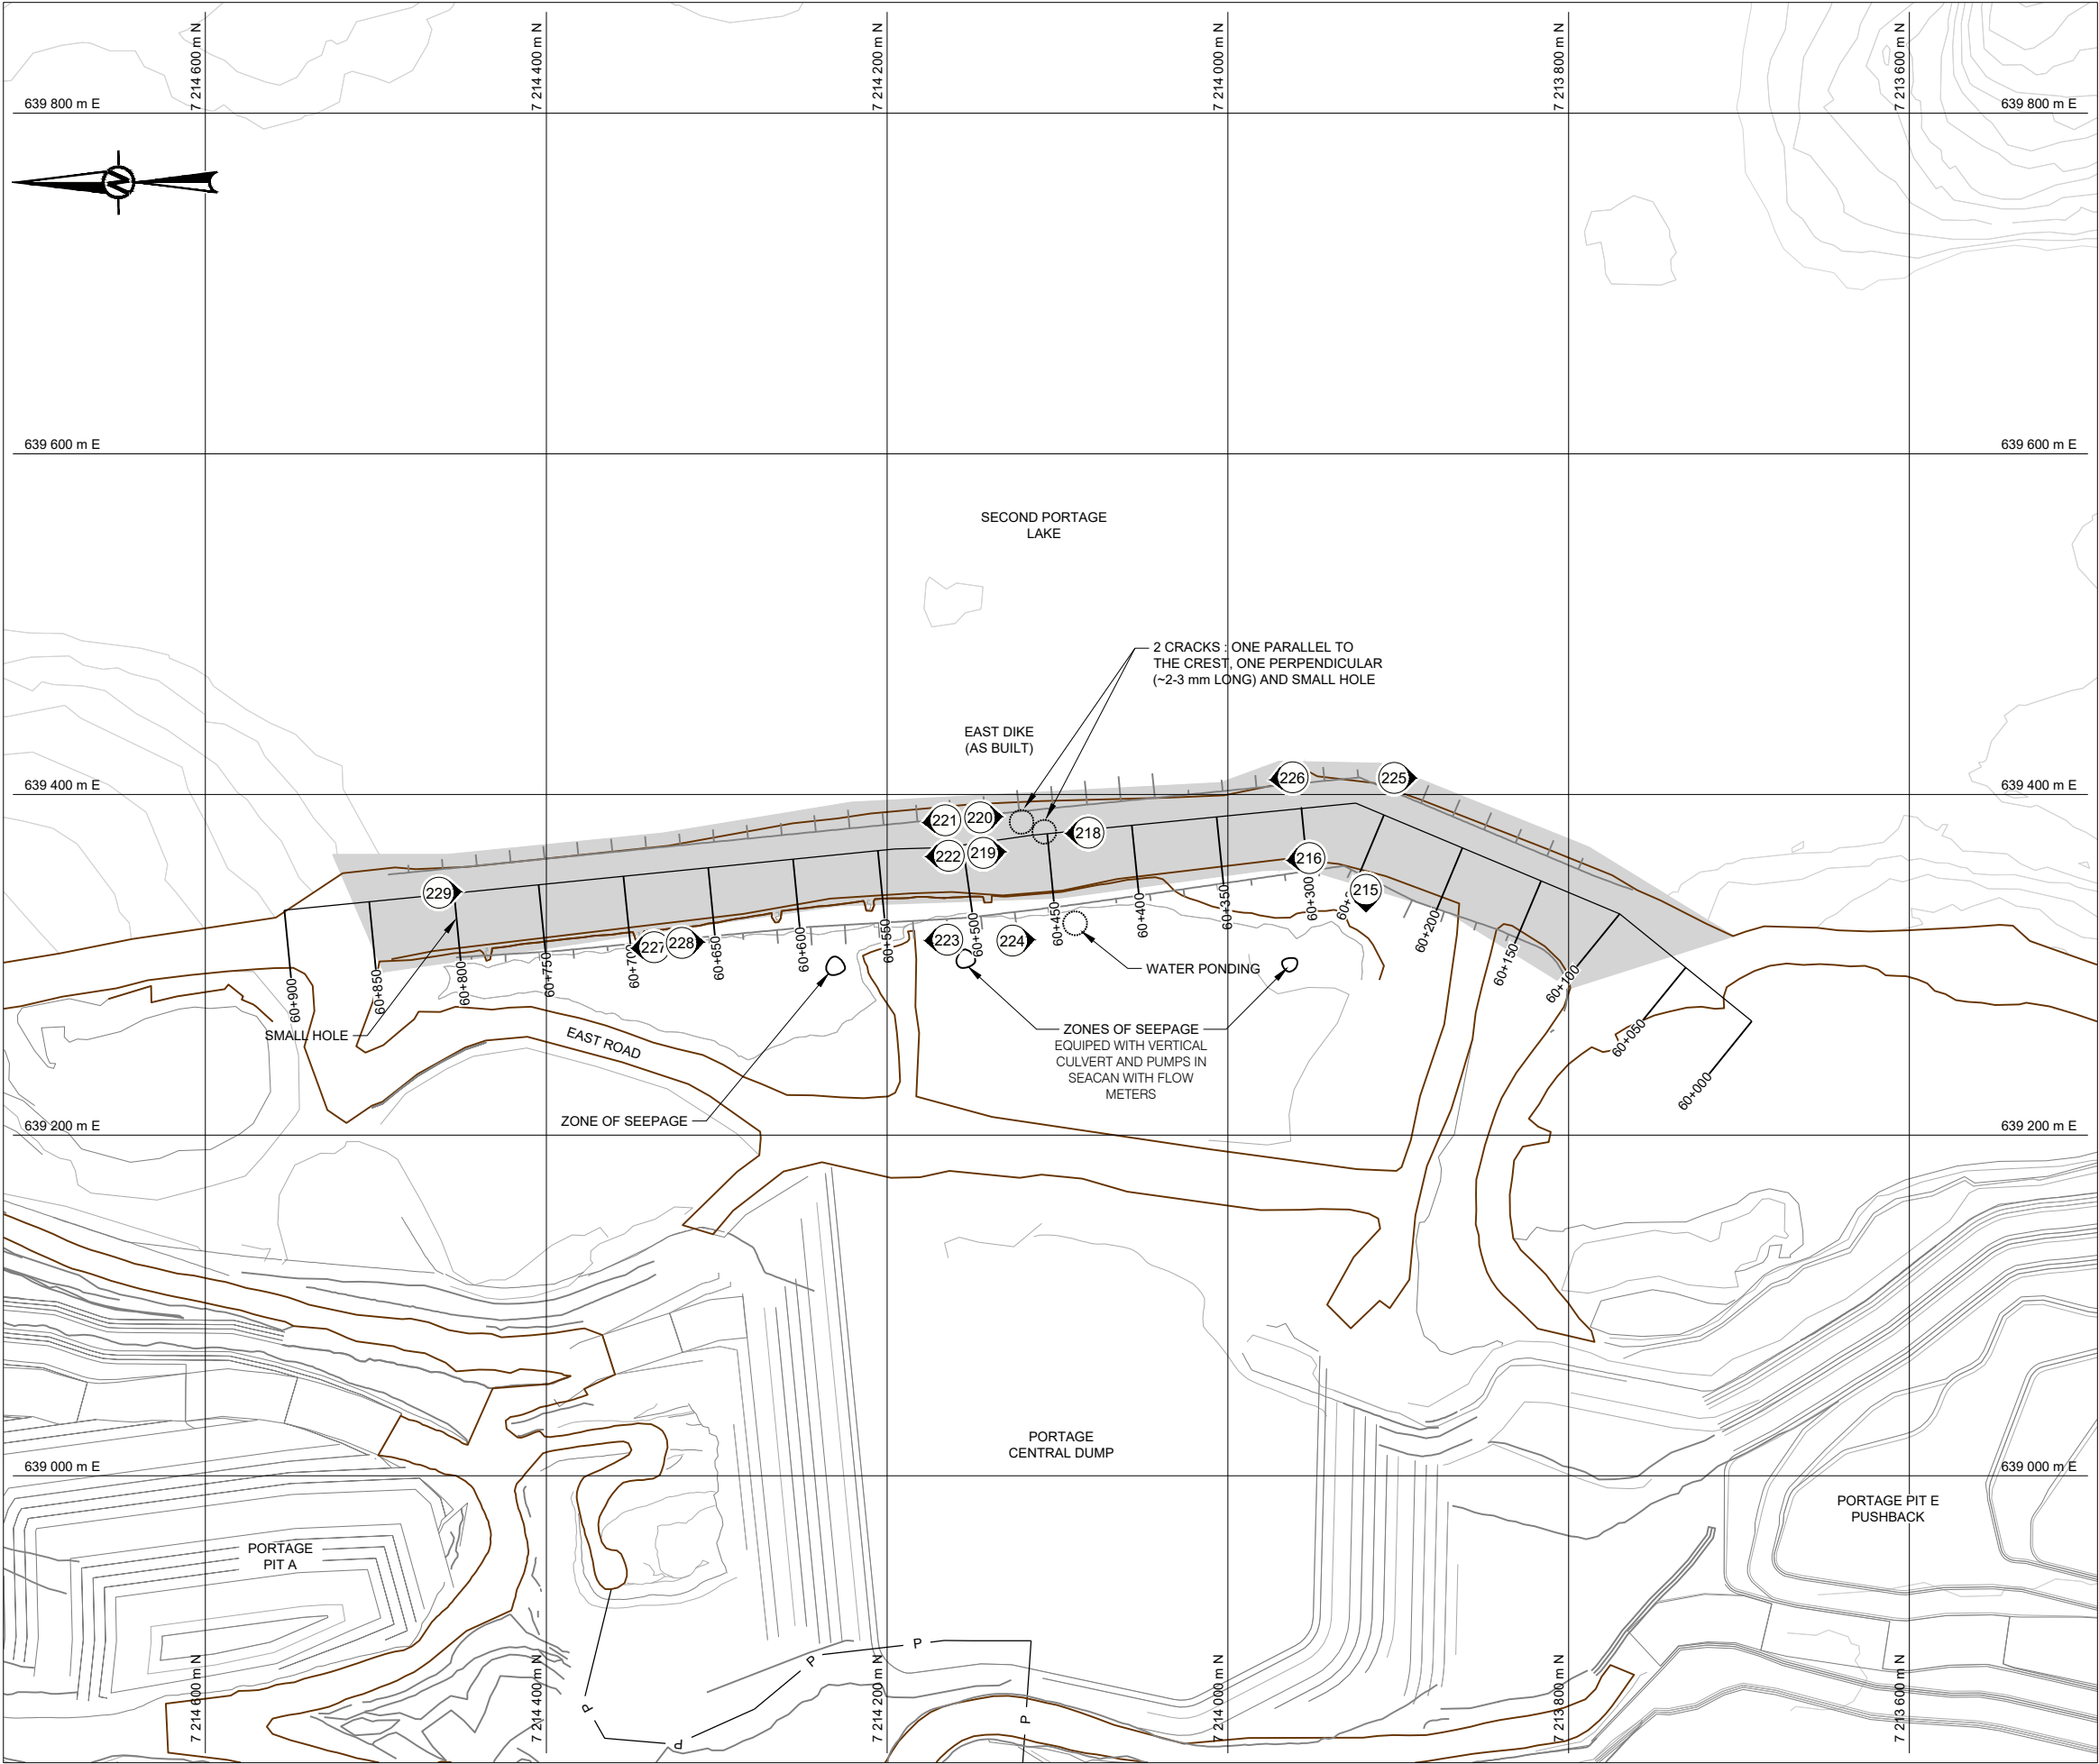 7 214 600 m N
7 214 400 m N
7 214 200 m N
7 214 000 m N
7 213 800 m N
7 213 600 m N
639 800 m E
639 800 m E
N
639 600 m E
639 600 m E
SECOND PORTAGE
LAKE
2 CRACKS : ONE PARALLEL TO
THE CREST, ONE PERPENDICULAR
(~2-3 mm LONG) AND SMALL HOLE
EAST DIKE
(AS BUILT)
639 400 m E
639 400 m E
226
225
221
220
218
222
219
216
229
215
227
228
223
224
60+900
60+850
60+800
60+750
60+650
60+600
60+550
60+500
60+450
60+400
60+350
60+300
60+200
60+150
60+100
60+050
60+000
WATER PONDING
SMALL HOLE
EAST ROAD
ZONES OF SEEPAGE
EQUIPED WITH VERTICAL
CULVERT AND PUMPS IN
SEACAN WITH FLOW
METERS
ZONE OF SEEPAGE
639 200 m E
639 200 m E
PORTAGE
CENTRAL DUMP
639 000 m E
639 000 m E
PORTAGE PIT E
PUSHBACK
PORTAGE
PIT A
P
P
P
P
P
7 214 600 m N
7 214 400 m N
7 214 200 m N
7 214 000 m N
7 213 800 m N
7 213 600 m N